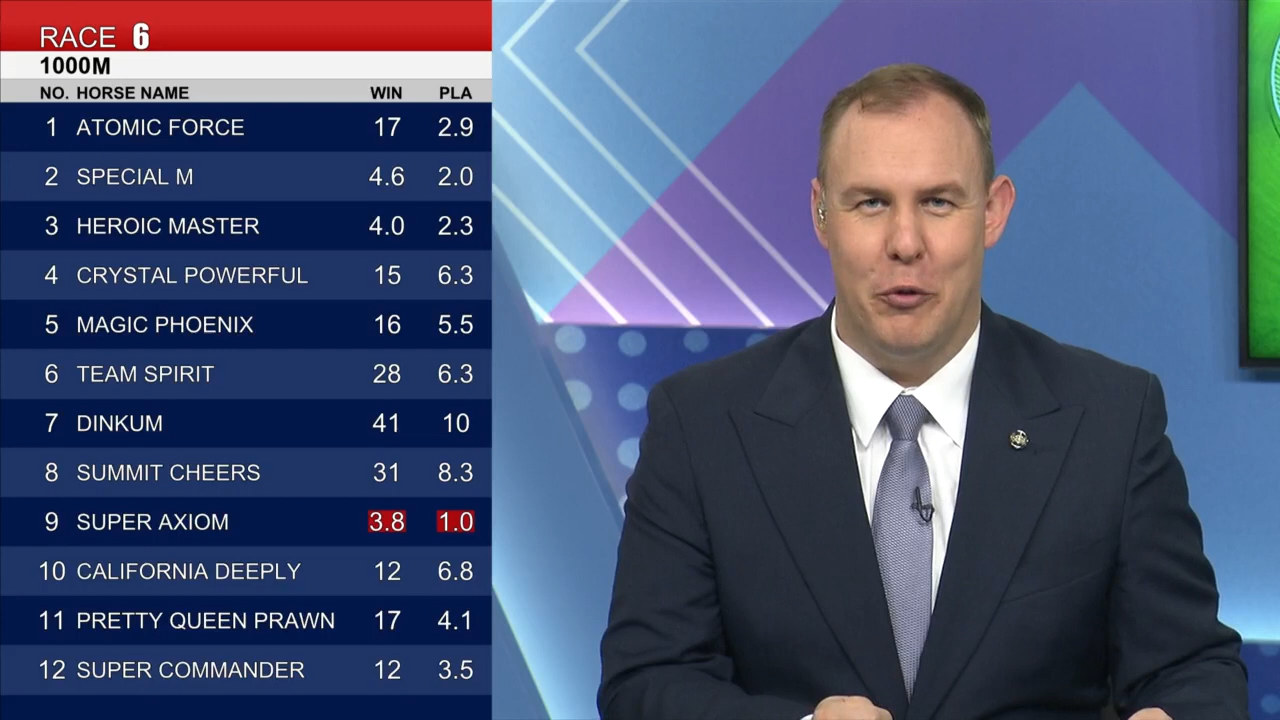 RACE 6
1000M
NO. HORSE NAME WIN PLA
1 ATOMIC FORCE 17 2.9
2 SPECIAL M 4.6 2.0
3 HEROIC MASTER 4.0 2.3
4 CRYSTAL POWERFUL 15 6.3
5 MAGIC PHOENIX 16 5.5
6 TEAM SPIRIT 28 6.3
7 DINKUM 41 10
8 SUMMIT CHEERS 31 8.3
9 SUPER AXIOM 3.8 1.0
10 CALIFORNIA DEEPLY 12 6.8
11 PRETTY QUEEN PRAWN 17 4.1
12 SUPER COMMANDER 12 3.5